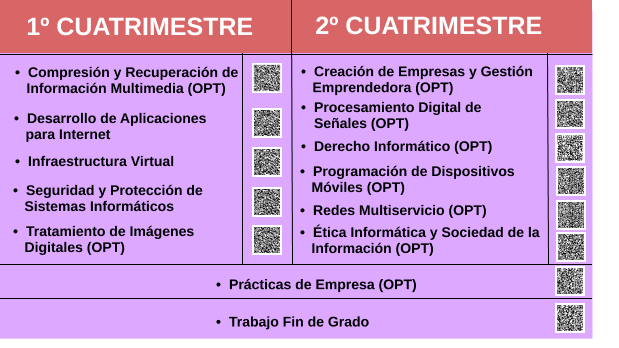 1º CUATRIMESTRE
2º CUATRIMESTRE
• Compresión y Recuperación de
Información Multimedia (OPT)
• Desarrollo de Aplicaciones
para Internet
• Infraestructura Virtual
• Seguridad y Protección de
Sistemas Informáticos
• Tratamiento de Imágenes
Digitales (OPT)
• Creación de Empresas y Gestión
Emprendedora (OPT)
• Procesamiento Digital de
Señales (OPT)
• Derecho Informático (OPT)
• Programación de Dispositivos
Móviles (OPT)
• Redes Multiservicio (OPT)
• Ética Informática y Sociedad de la
Información (OPT)
• Prácticas de Empresa (OPT)
• Trabajo Fin de Grado